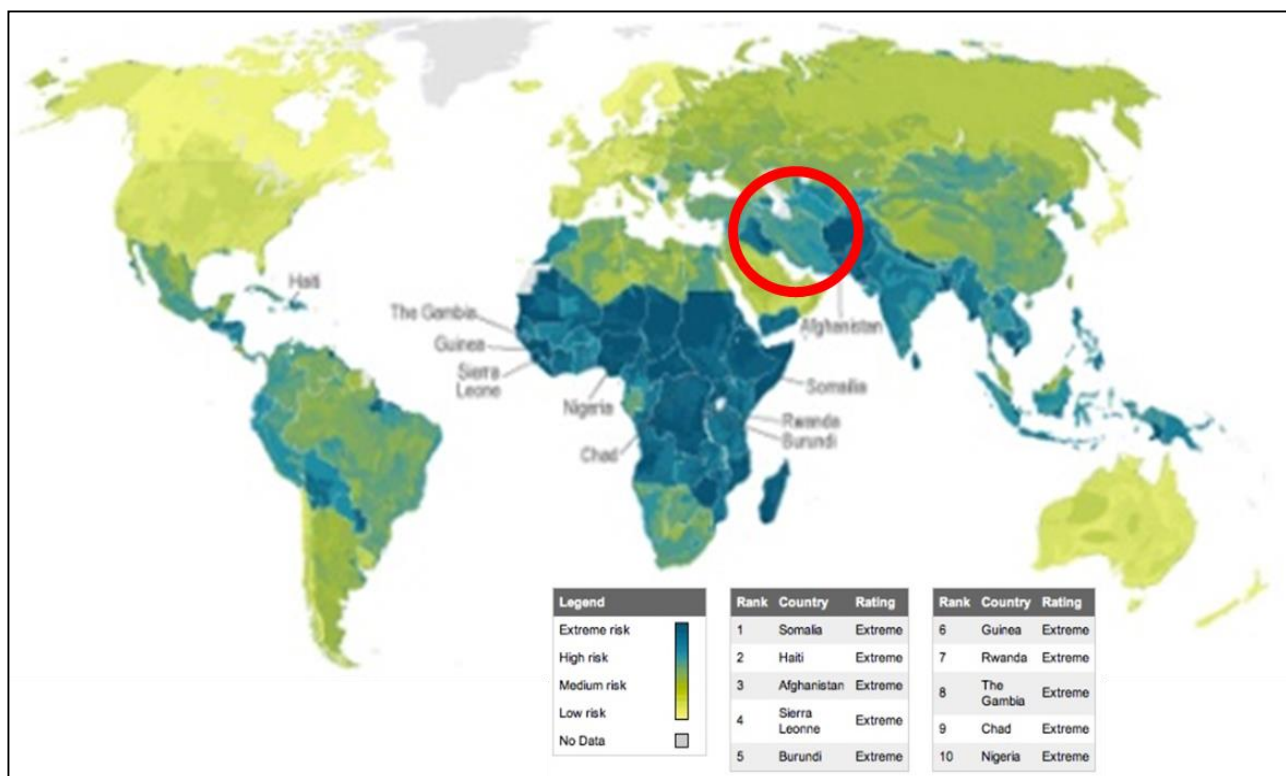 Haiti
The Gambia
Guinea
Sierra
Leone
Nigeria
Chad
Afghanistan
Somailia
Rwanda
Burundi
Legend
Extreme risk
High risk
Medium risk
Low risk
No Data
Rank Country Rating
1 Somalia Extreme
2 Haiti Extreme
3 Afghanistan Extreme
4 Sierra Leonne Extreme
5 Burundi Extreme
Rank Country Rating
6 Guinea Extreme
7 Rwanda Extreme
8 The Gambia Extreme
9 Chad Extreme
10 Nigeria Extreme